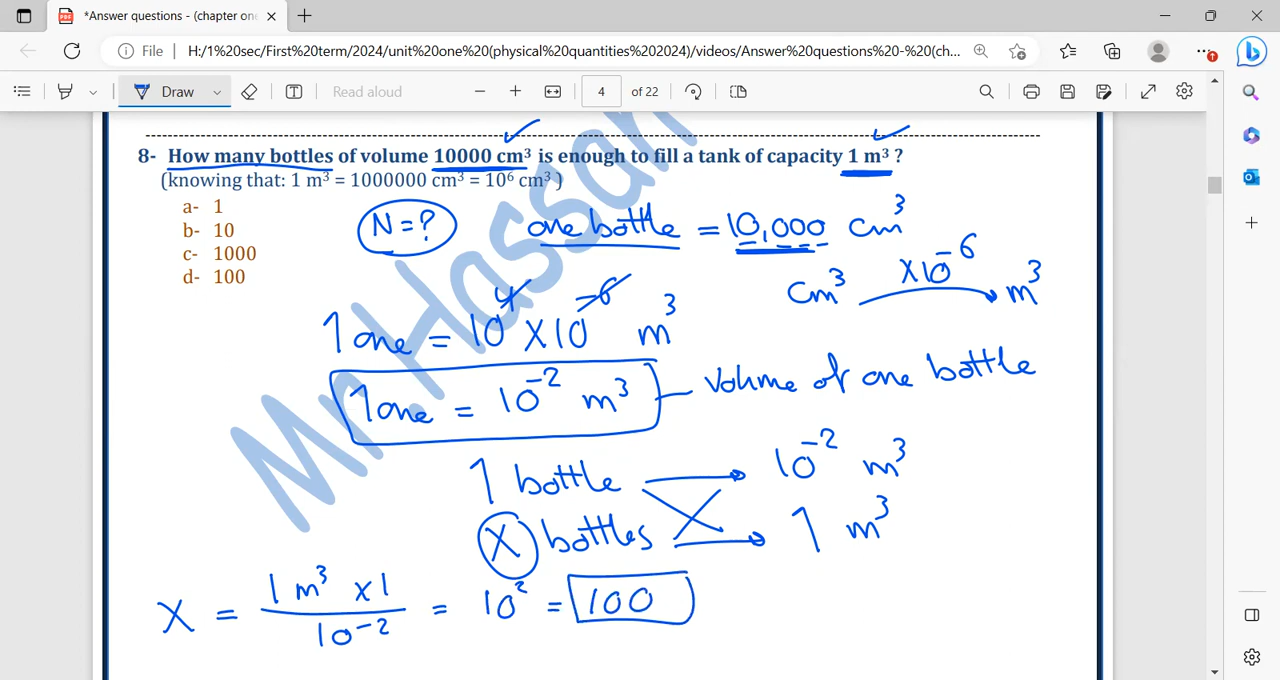 *Answer questions - (chapter one
File H:/1%20sec/First%20term/2024/unit%20one%20(physical%20quantities%202024)/videos/Answer%20questions%20-%20(ch...
Draw Read aloud 4 of 22
8- How many bottles of volume 10000 cm³ is enough to fill a tank of capacity 1 m³ ?
(knowing that: 1 m³ = 1000000 cm³ = 10⁶ cm³ )
a- 1
b- 10
c- 1000
d- 100
N=? one bottle = 10,000 cm³
cm³ ×10⁻⁶ m³
1 one = 10⁴ × 10⁻⁶ m³
1 one = 10⁻² m³ volume of one bottle
1 bottle 10⁻² m³
X bottles 1 m³
X = 1 m³ × 1 / 10⁻² = 10² = 100
Mr.Hassan